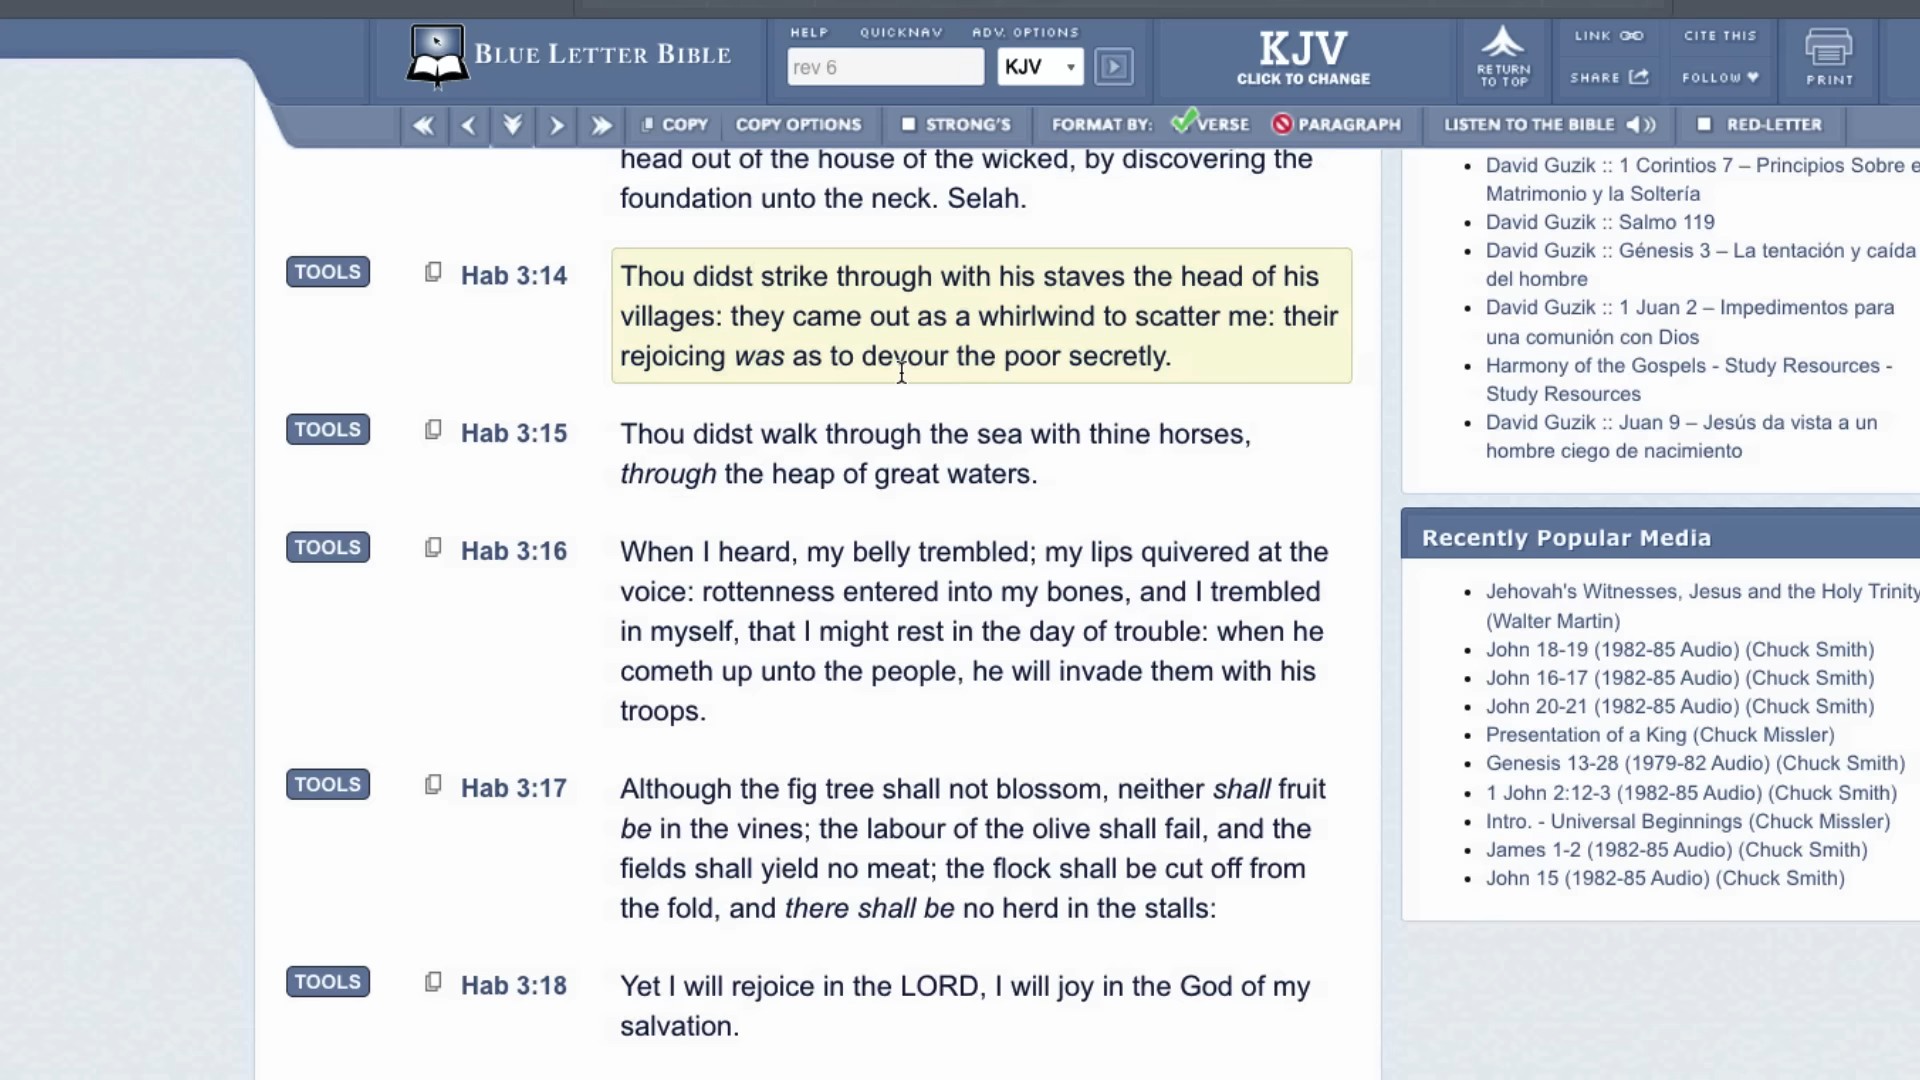 BLUE LETTER BIBLE
HELP QUICKNAV ADV. OPTIONS
rev 6 KJV
KJV
CLICK TO CHANGE
RETURN
TO TOP
LINK
SHARE
CITE THIS
FOLLOW
PRINT
COPY COPY OPTIONS STRONG'S FORMAT BY: VERSE PARAGRAPH LISTEN TO THE BIBLE RED-LETTER
head out of the house of the wicked, by discovering the
foundation unto the neck. Selah.
TOOLS Hab 3:14 Thou didst strike through with his staves the head of his
villages: they came out as a whirlwind to scatter me: their
rejoicing was as to devour the poor secretly.
TOOLS Hab 3:15 Thou didst walk through the sea with thine horses,
through the heap of great waters.
TOOLS Hab 3:16 When I heard, my belly trembled; my lips quivered at the
voice: rottenness entered into my bones, and I trembled
in myself, that I might rest in the day of trouble: when he
cometh up unto the people, he will invade them with his
troops.
TOOLS Hab 3:17 Although the fig tree shall not blossom, neither shall fruit
be in the vines; the labour of the olive shall fail, and the
fields shall yield no meat; the flock shall be cut off from
the fold, and there shall be no herd in the stalls:
TOOLS Hab 3:18 Yet I will rejoice in the LORD, I will joy in the God of my
salvation.
David Guzik :: 1 Corintios 7 – Principios Sobre e
Matrimonio y la Soltería
David Guzik :: Salmo 119
David Guzik :: Génesis 3 – La tentación y caída
del hombre
David Guzik :: 1 Juan 2 – Impedimentos para
una comunión con Dios
Harmony of the Gospels - Study Resources -
Study Resources
David Guzik :: Juan 9 – Jesús da vista a un
hombre ciego de nacimiento
Recently Popular Media
Jehovah's Witnesses, Jesus and the Holy Trinity
(Walter Martin)
John 18-19 (1982-85 Audio) (Chuck Smith)
John 16-17 (1982-85 Audio) (Chuck Smith)
John 20-21 (1982-85 Audio) (Chuck Smith)
Presentation of a King (Chuck Missler)
Genesis 13-28 (1979-82 Audio) (Chuck Smith)
1 John 2:12-3 (1982-85 Audio) (Chuck Smith)
Intro. - Universal Beginnings (Chuck Missler)
James 1-2 (1982-85 Audio) (Chuck Smith)
John 15 (1982-85 Audio) (Chuck Smith)